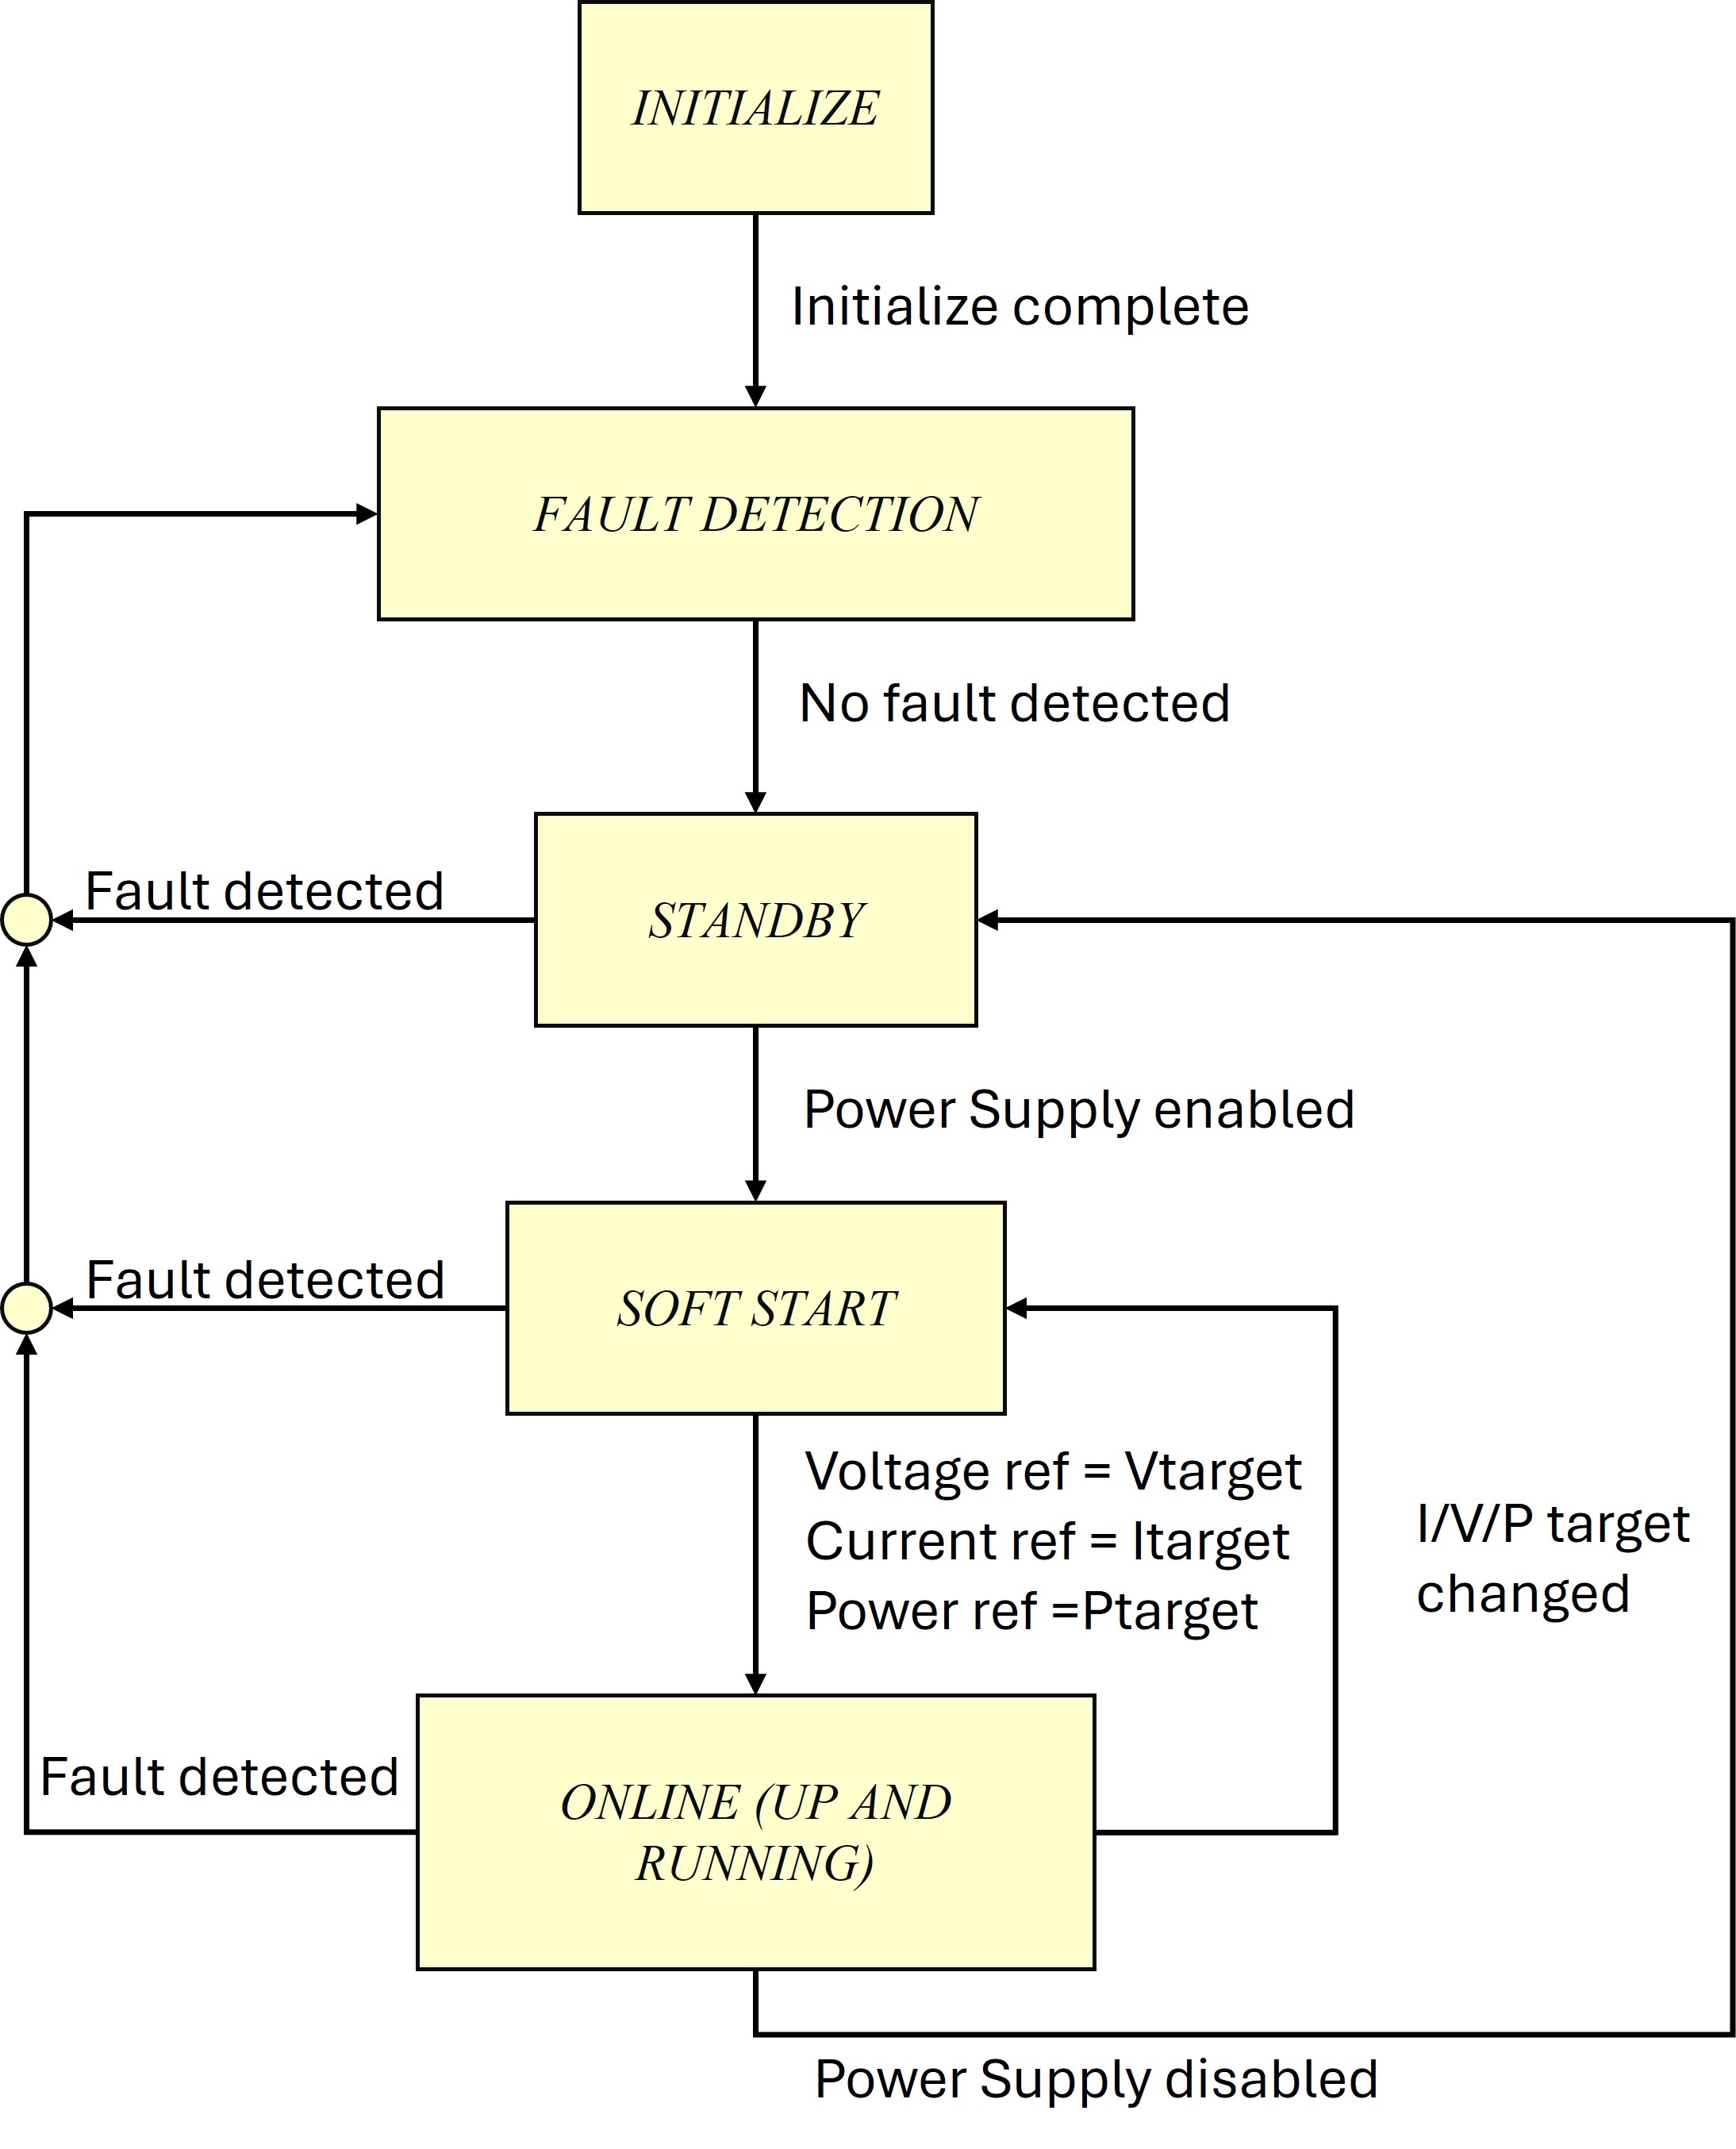 INITIALIZE
Initialize complete
FAULT DETECTION
No fault detected
Fault detected
STANDBY
Power Supply enabled
Fault detected
SOFT START
Voltage ref = Vtarget
Current ref = Itarget
Power ref =Ptarget
I/V/P target
changed
Fault detected
ONLINE (UP AND
RUNNING)
Power Supply disabled